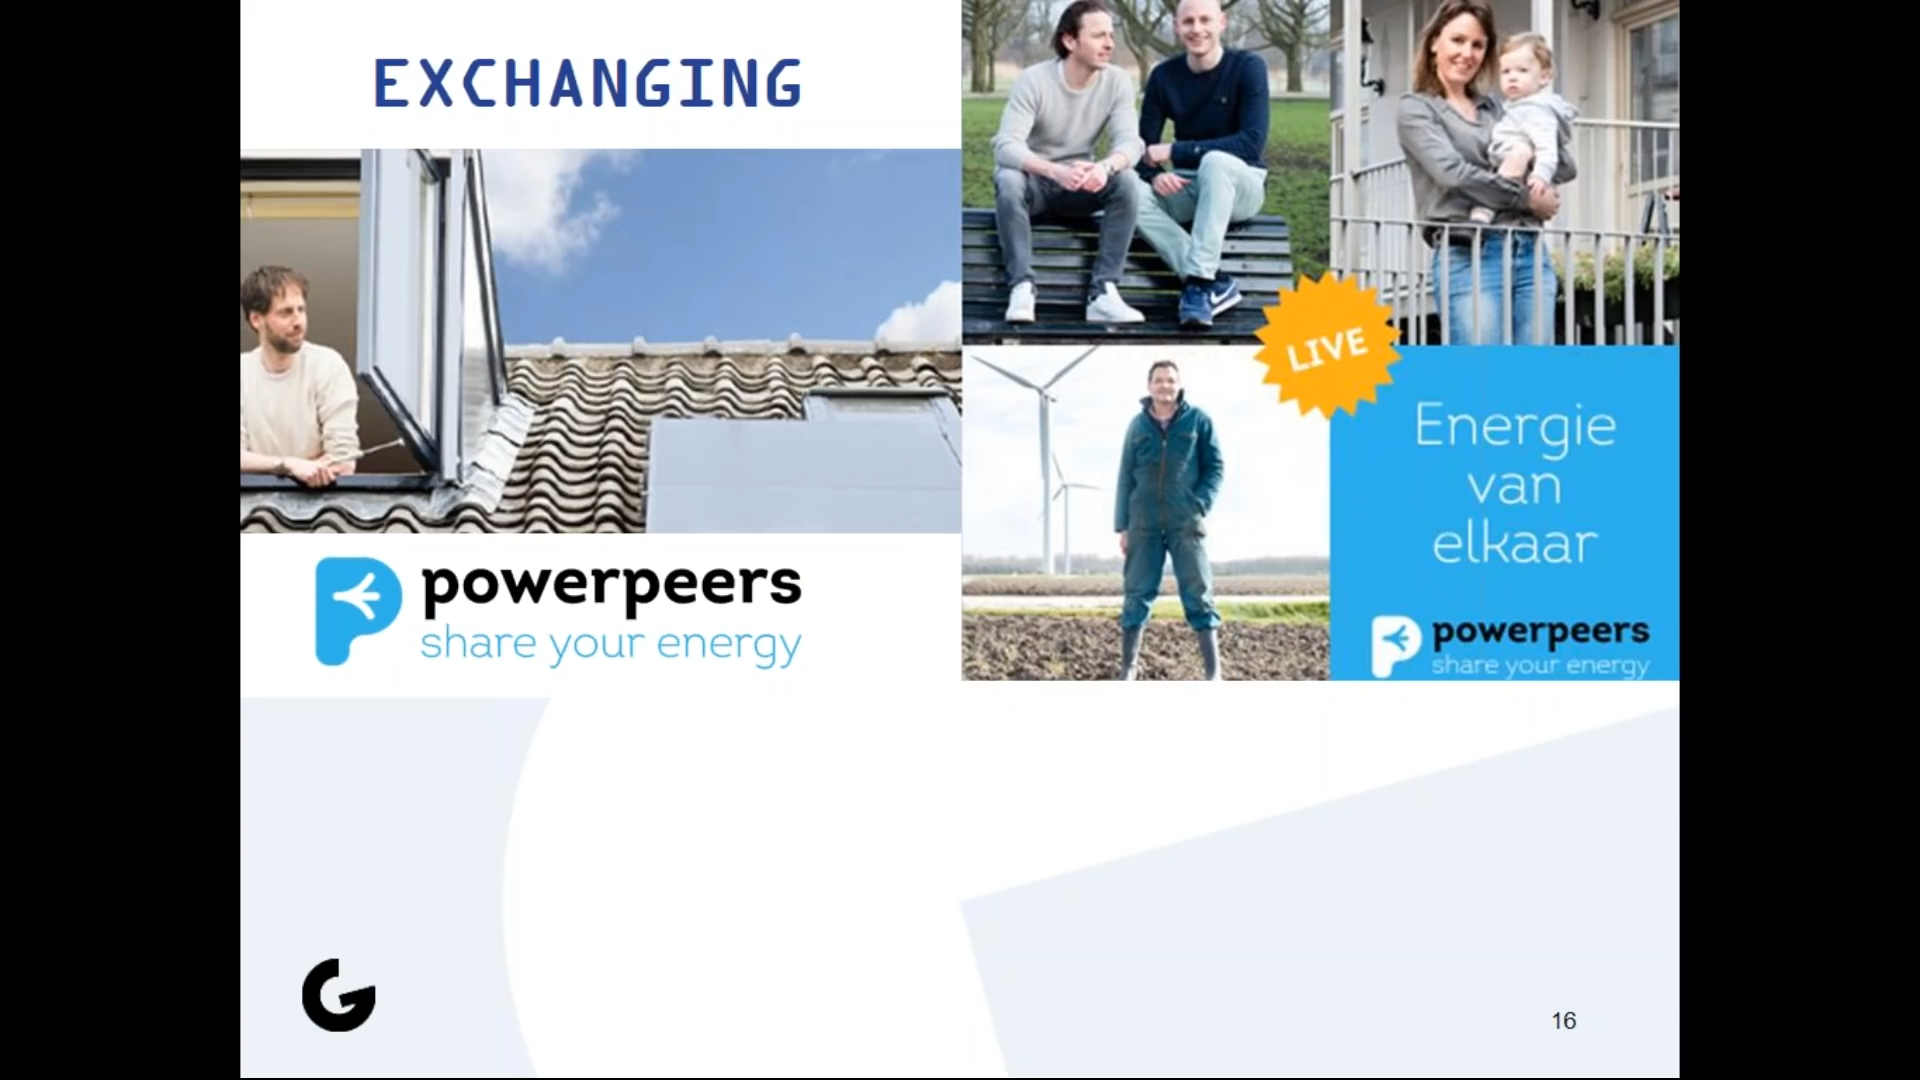 EXCHANGING
powerpeers
share your energy
LIVE
Energie
van
elkaar
powerpeers
share your energy
16